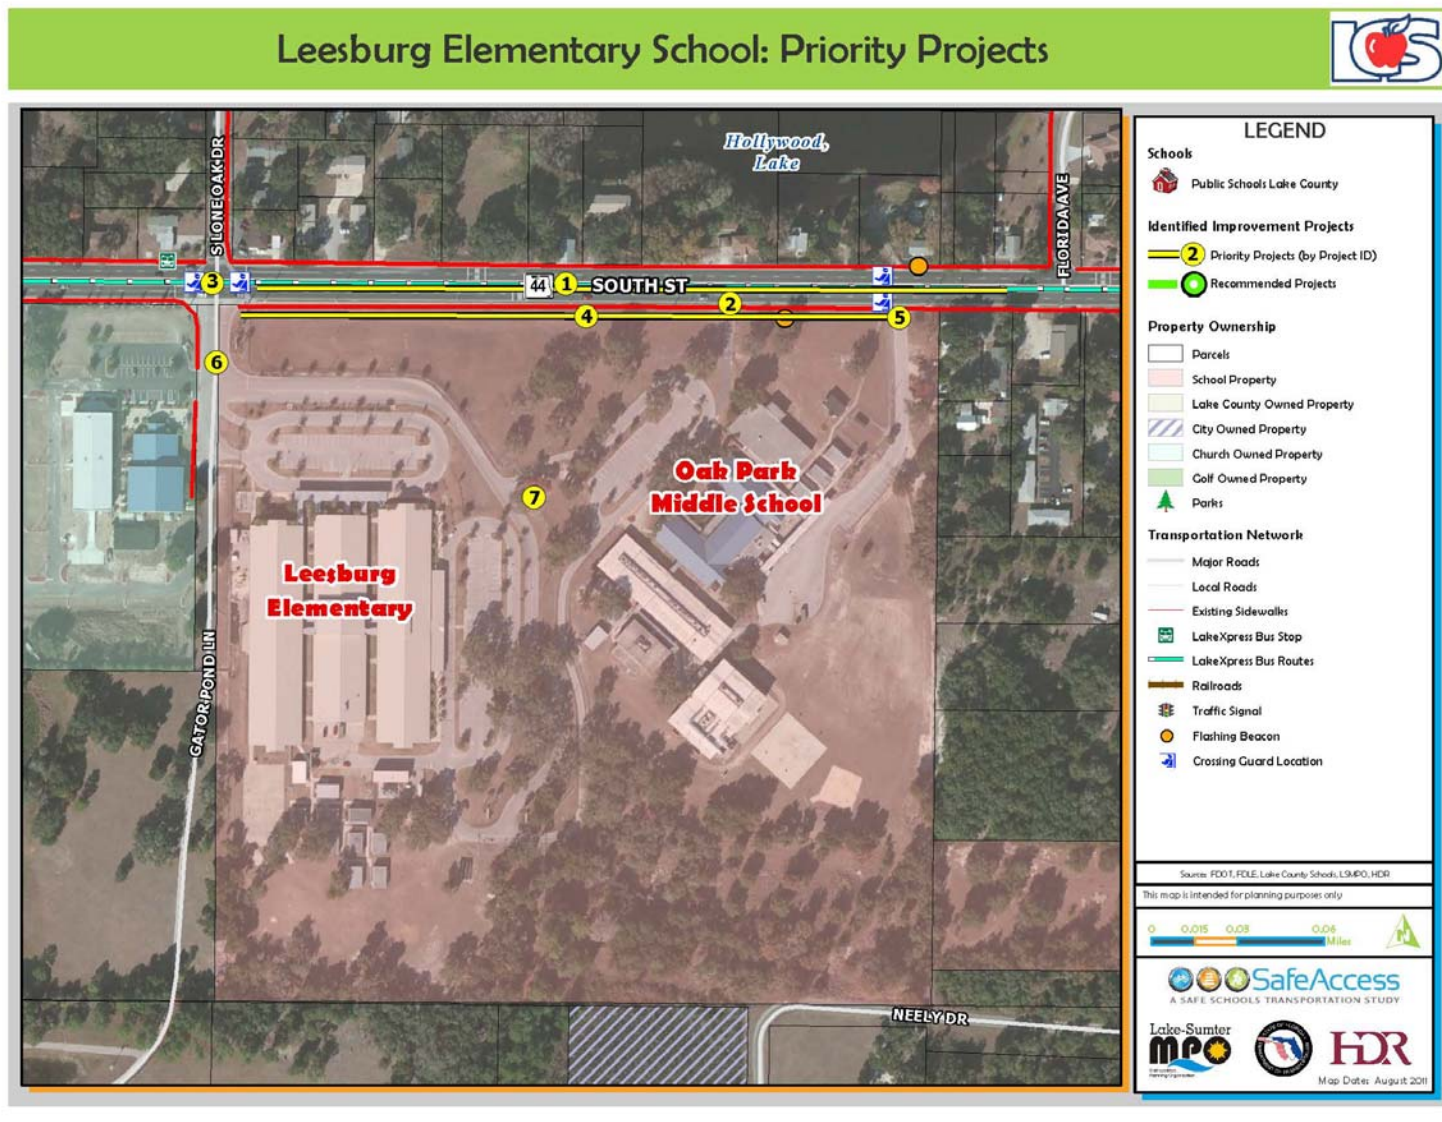 Leesburg Elementary School: Priority Projects
LCS
Hollywood,
Lake
S LONE OAK DR
FLORIDA AVE
3
44
1
SOUTH ST
2
4
5
6
Oak Park
Middle School
7
Leesburg
Elementary
GATOR POND LN
NEELY DR
LEGEND
Schools
Public Schools Lake County
Identified Improvement Projects
2 Priority Projects (by Project ID)
Recommended Projects
Property Ownership
Parcels
School Property
Lake County Owned Property
City Owned Property
Church Owned Property
Golf Owned Property
Parks
Transportation Network
Major Roads
Local Roads
Existing Sidewalks
LakeXpress Bus Stop
LakeXpress Bus Routes
Railroads
Traffic Signal
Flashing Beacon
Crossing Guard Location
Source: FDOT, FDLE, Lake County Schools, LSMPO, HDR
This map is intended for planning purposes only
0 0.015 0.03 0.06
Miles
N
SafeAccess
A SAFE SCHOOLS TRANSPORTATION STUDY
Lake-Sumter
MPO
HDR
Map Date: August 2011